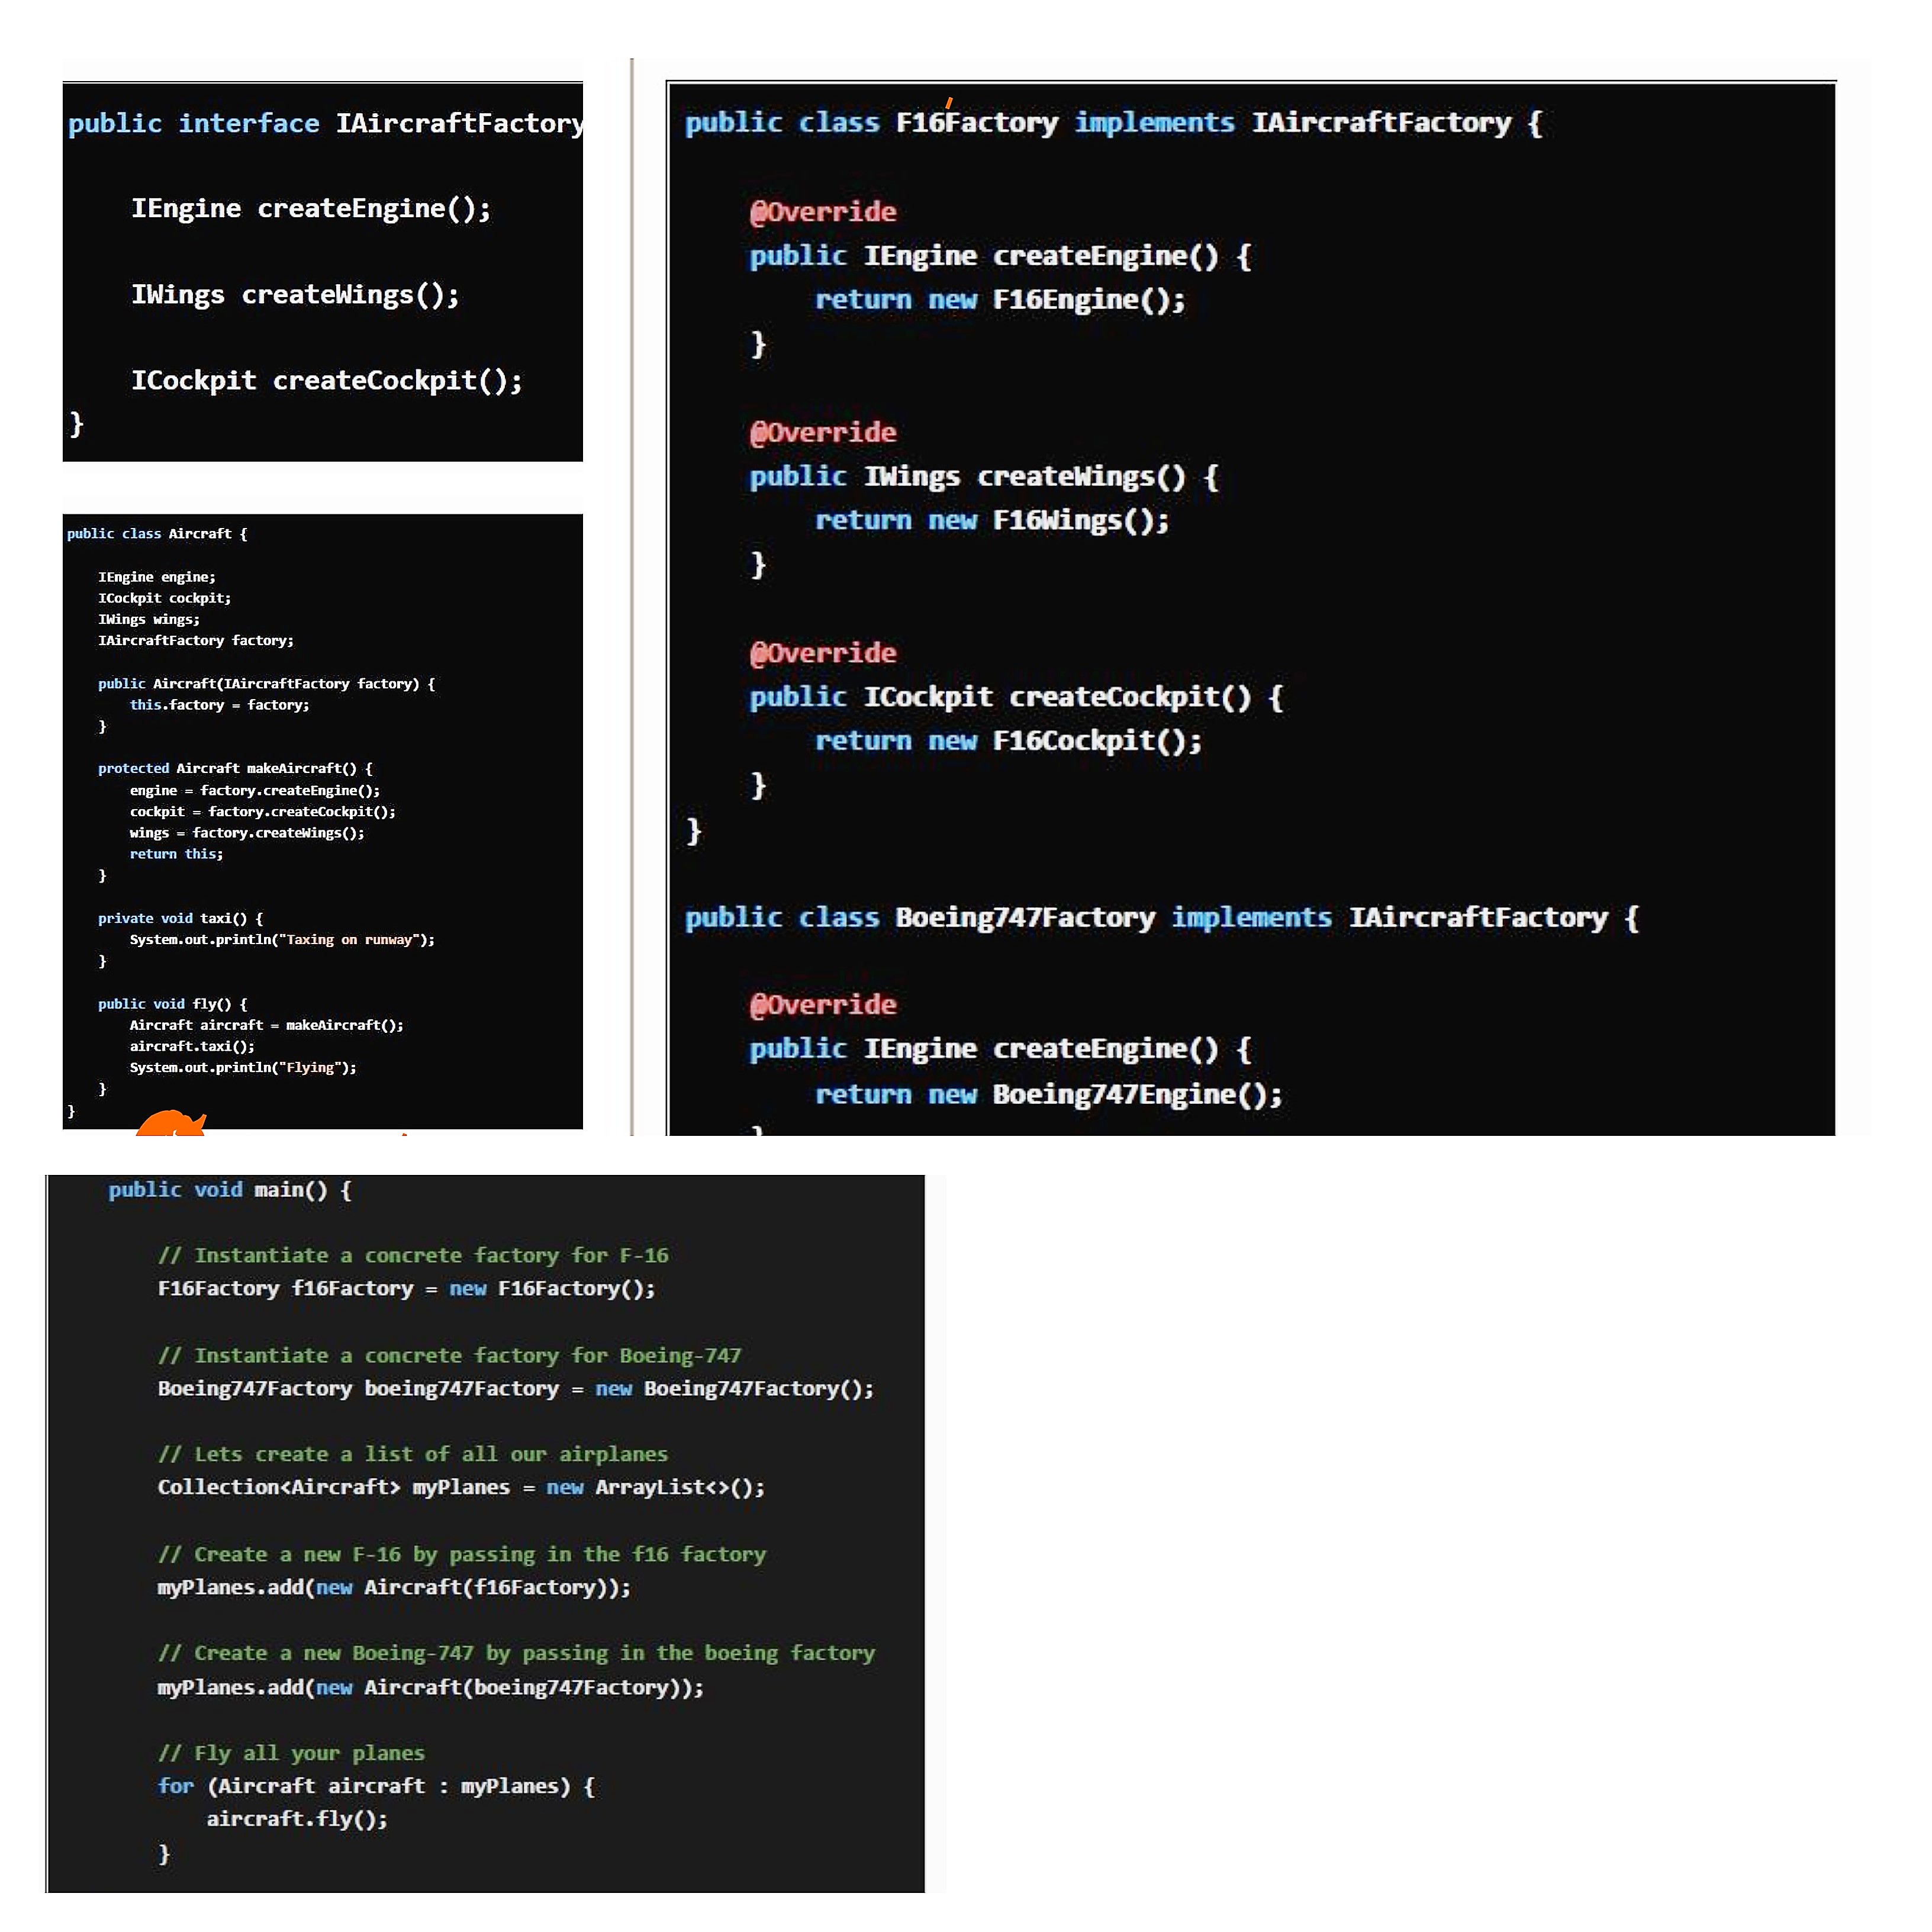 public interface IAircraftFactory
IEngine createEngine();
IWings createWings();
ICockpit createCockpit();
}
public class Aircraft {
IEngine engine;
ICockpit cockpit;
IWings wings;
IAircraftFactory factory;
public Aircraft(IAircraftFactory factory) {
this.factory = factory;
}
protected Aircraft makeAircraft() {
engine = factory.createEngine();
cockpit = factory.createCockpit();
wings = factory.createWings();
return this;
}
private void taxi() {
System.out.println("Taxing on runway");
}
public void fly() {
Aircraft aircraft = makeAircraft();
aircraft.taxi();
System.out.println("Flying");
}
}
public class F16Factory implements IAircraftFactory {
@Override
public IEngine createEngine() {
return new F16Engine();
}
@Override
public IWings createWings() {
return new F16Wings();
}
@Override
public ICockpit createCockpit() {
return new F16Cockpit();
}
}
public class Boeing747Factory implements IAircraftFactory {
@Override
public IEngine createEngine() {
return new Boeing747Engine();
}
public void main() {
// Instantiate a concrete factory for F-16
F16Factory f16Factory = new F16Factory();
// Instantiate a concrete factory for Boeing-747
Boeing747Factory boeing747Factory = new Boeing747Factory();
// Lets create a list of all our airplanes
Collection<Aircraft> myPlanes = new ArrayList<>();
// Create a new F-16 by passing in the f16 factory
myPlanes.add(new Aircraft(f16Factory));
// Create a new Boeing-747 by passing in the boeing factory
myPlanes.add(new Aircraft(boeing747Factory));
// Fly all your planes
for (Aircraft aircraft : myPlanes) {
aircraft.fly();
}